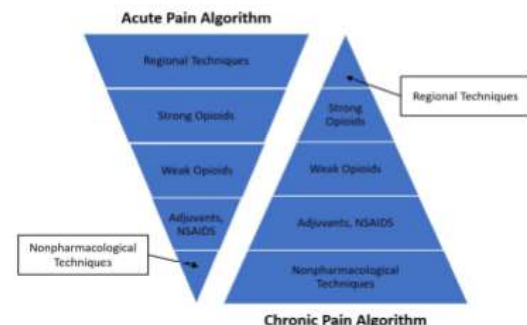 Acute Pain Algorithm
Regional Techniques
Strong Opioids
Weak Opioids
Adjuvants,
NSAIDS
Nonpharmacological
Techniques
Regional Techniques
Strong
Opioids
Weak Opioids
Adjuvants, NSAIDS
Nonpharmacological
Techniques
Chronic Pain Algorithm